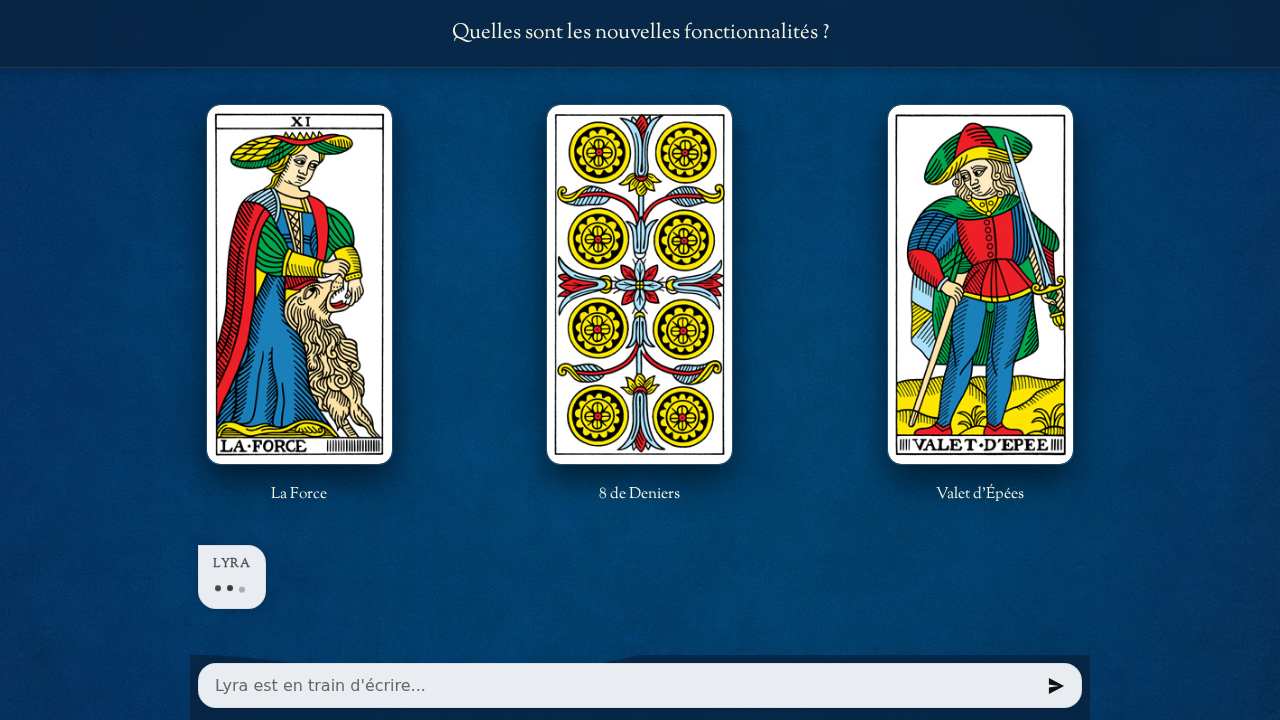 Quelles sont les nouvelles fonctionnalités ?
XI
LA·FORCE
VALET·D'EPEE
La Force
8 de Deniers
Valet d'Épées
LYRA
Lyra est en train d'écrire...